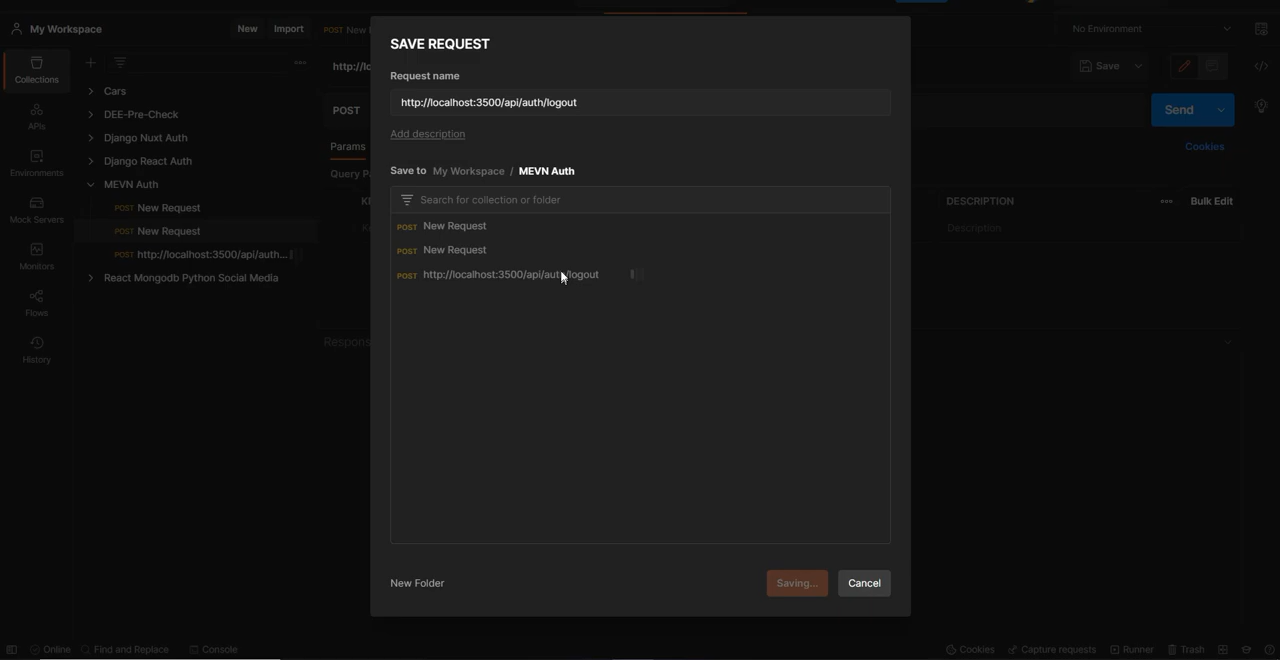 My Workspace
New
Import
POST New
No Environment
SAVE REQUEST
Request name
http://localhost:3500/api/auth/logout
Add description
Save to My Workspace / MEVN Auth
Search for collection or folder
POST New Request
POST New Request
POST http://localhost:3500/api/auth/logout
New Folder
Saving...
Cancel
Collections
APIs
Environments
Mock Servers
Monitors
Flows
History
Cars
DEE-Pre-Check
Django Nuxt Auth
Django React Auth
MEVN Auth
POST New Request
POST New Request
POST http://localhost:3500/api/auth...
React Mongodb Python Social Media
http://lo
Save
POST
Send
Params
Cookies
Query P
DESCRIPTION
Bulk Edit
Description
Respons
Online
Find and Replace
Console
Cookies
Capture requests
Runner
Trash